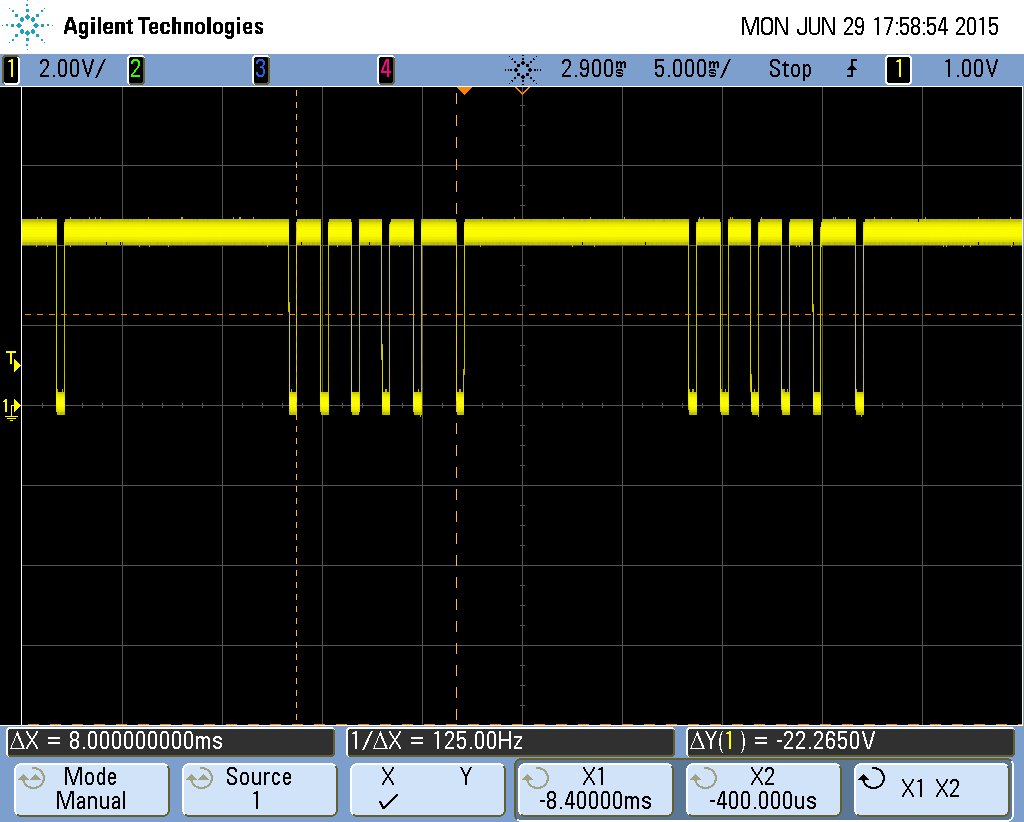 Agilent Technologies MON JUN 29 17:58:54 2015
1 2.00V/ 2 3 4 2.900ms 5.000ms/ Stop 1 1.00V
T
1
ΔX = 8.000000000ms 1/ΔX = 125.00Hz ΔY(1) = -22.2650V
Mode Source X Y X1 X2 X1 X2
Manual 1 -8.40000ms -400.000us